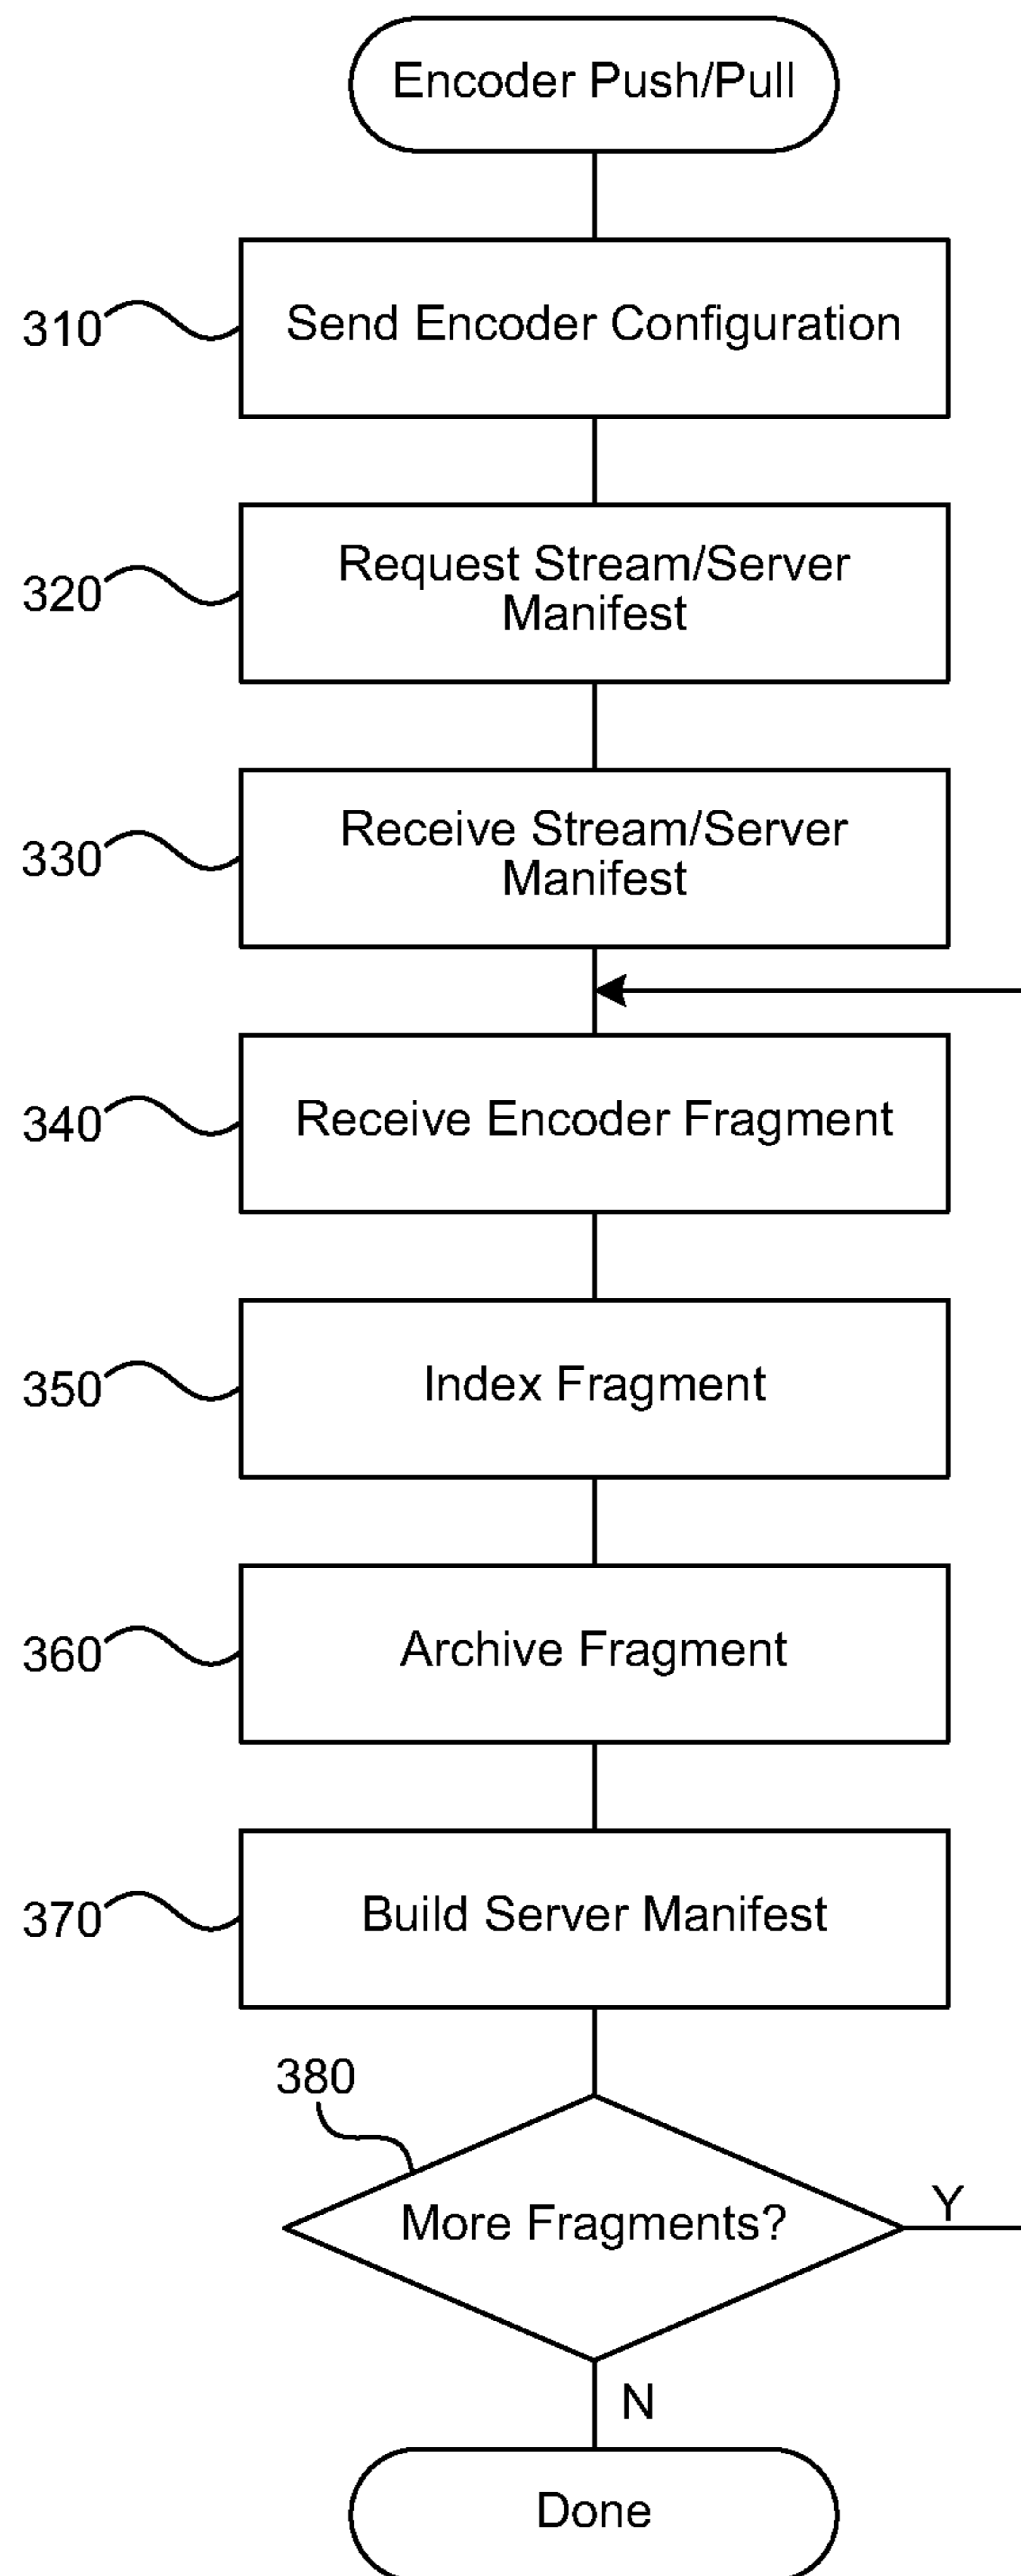 Encoder Push/Pull
310
Send Encoder Configuration
320
Request Stream/Server
Manifest
330
Receive Stream/Server
Manifest
340
Receive Encoder Fragment
350
Index Fragment
360
Archive Fragment
370
Build Server Manifest
380
More Fragments?
Y
N
Done